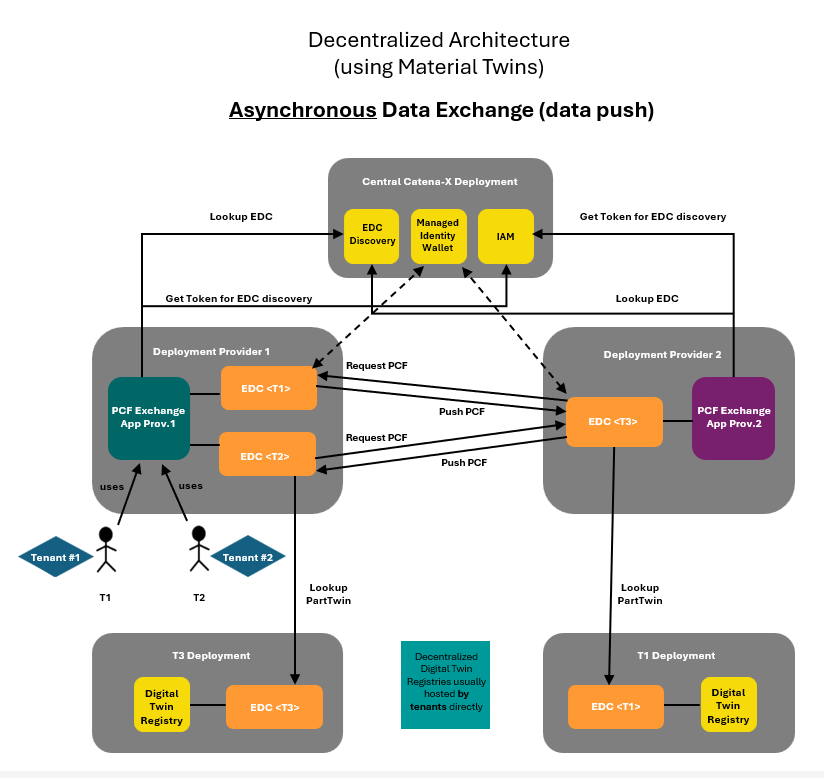 Decentralized Architecture
(using Material Twins)
Asynchronous Data Exchange (data push)
Central Catena-X Deployment
EDC
Discovery
Managed
Identity
Wallet
IAM
Lookup EDC
Get Token for EDC discovery
Get Token for EDC discovery
Lookup EDC
Deployment Provider 1
PCF Exchange
App Prov.1
EDC <T1>
EDC <T2>
Request PCF
Push PCF
Request PCF
Push PCF
Deployment Provider 2
EDC <T3>
PCF Exchange
App Prov.2
uses
uses
Tenant #1
T1
Tenant #2
T2
Lookup
PartTwin
Lookup
PartTwin
T3 Deployment
Digital
Twin
Registry
EDC <T3>
Decentralized
Digital Twin
Registries usually
hosted by
tenants directly
T1 Deployment
EDC <T1>
Digital
Twin
Registry